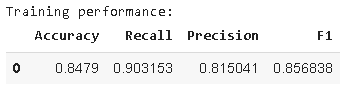 Training performance:
Accuracy Recall Precision F1
0 0.8479 0.903153 0.815041 0.856838